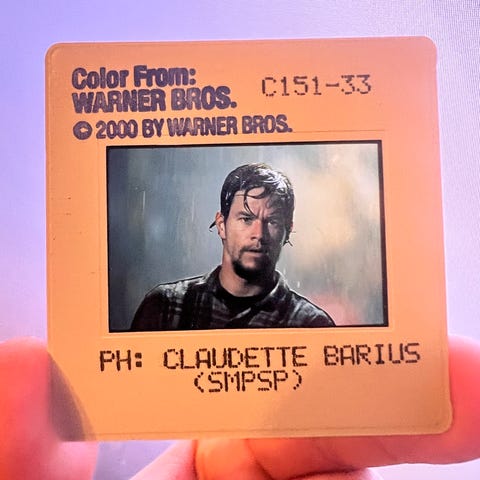 Color From:
WARNER BROS.
C151-33
© 2000 BY WARNER BROS.
PH: CLAUDETTE BARIUS
(SMPSP)